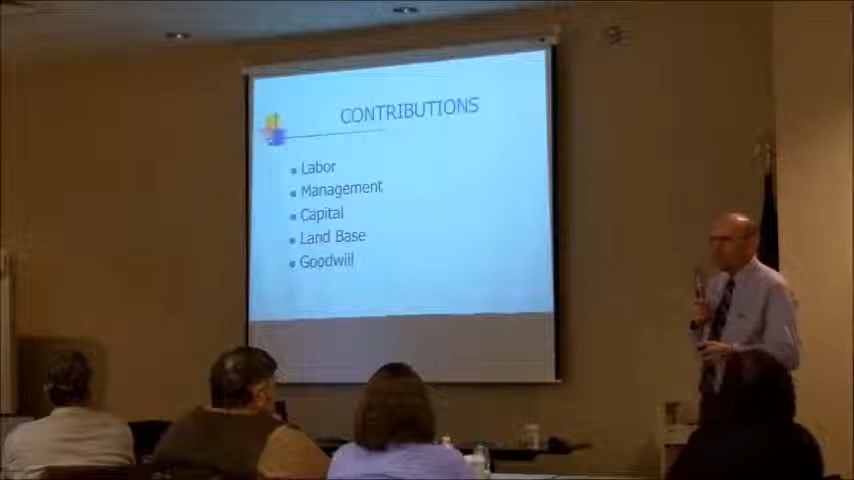 CONTRIBUTIONS
Labor
Management
Capital
Land Base
Goodwill